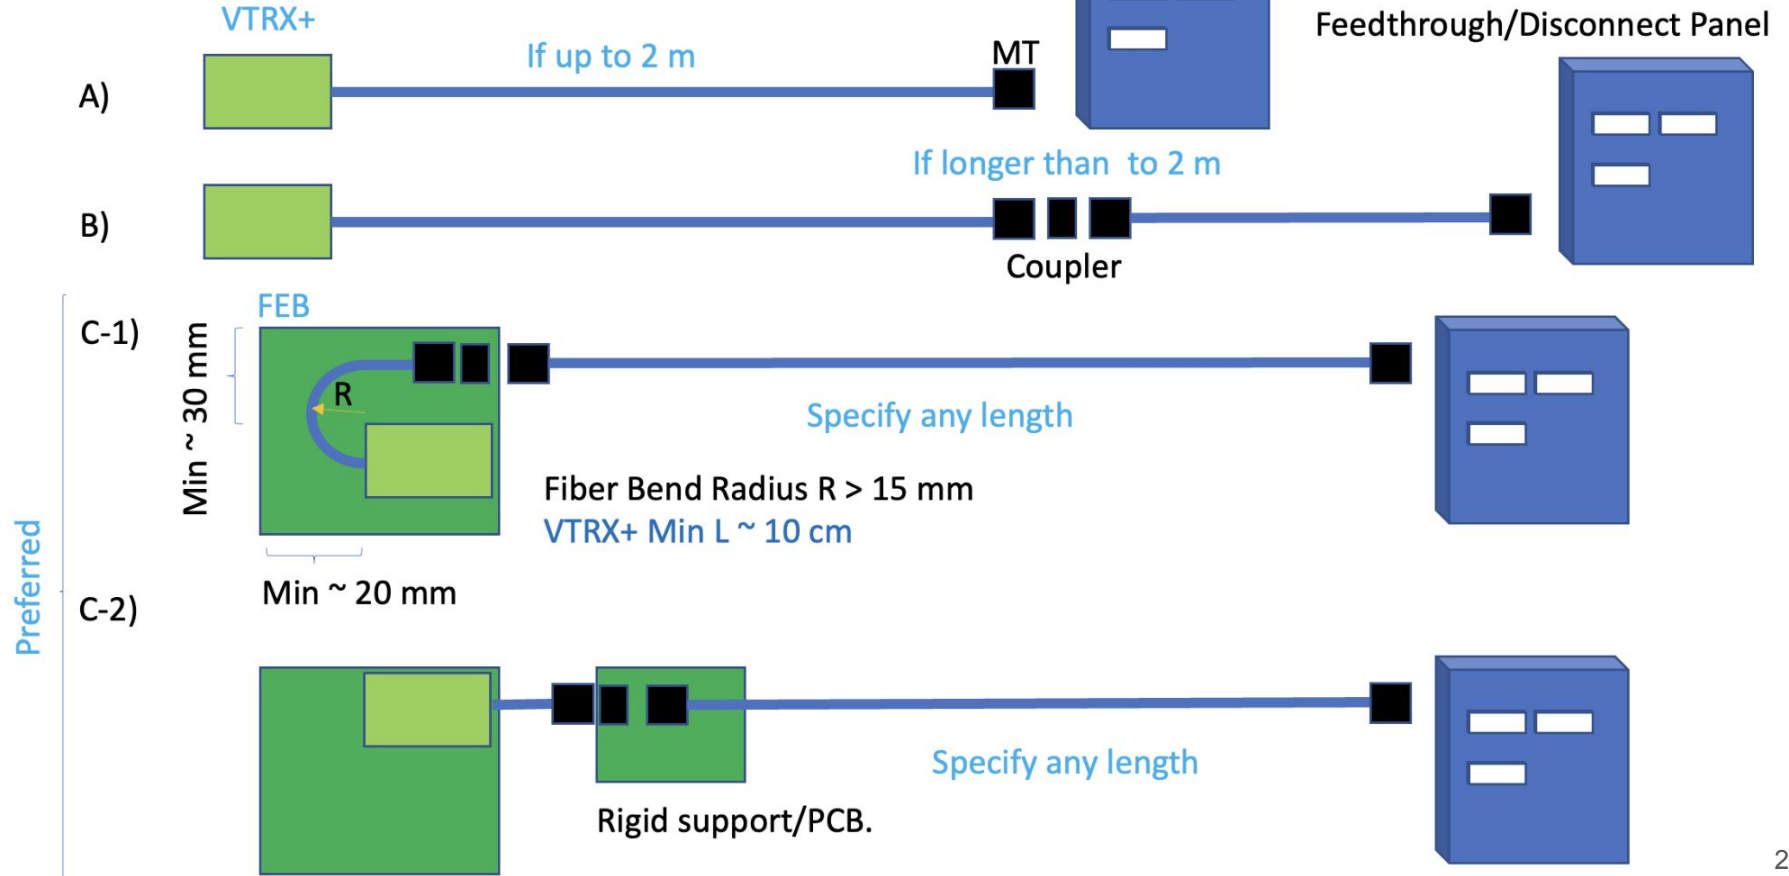 VTRX+
Feedthrough/Disconnect Panel
If up to 2 m
MT
A)
If longer than  to 2 m
B)
Coupler
FEB
C-1)
Min ~ 30 mm
R
Specify any length
Fiber Bend Radius R > 15 mm
VTRX+ Min L ~ 10 cm
Preferred
Min ~ 20 mm
C-2)
Specify any length
Rigid support/PCB.
2